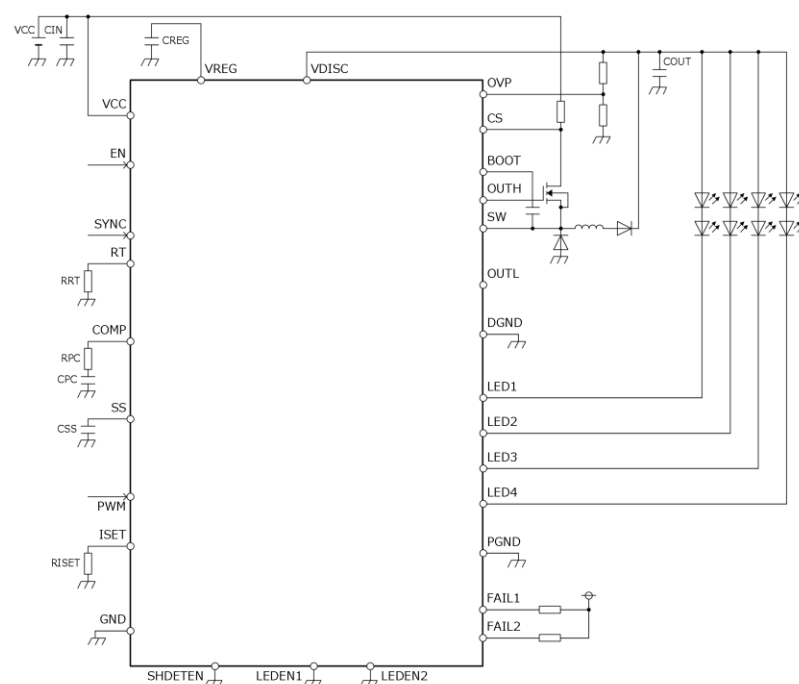 VCC CIN
CREG
VREG VDISC
COUT
VCC
OVP
CS
EN
BOOT
OUTH
SYNC
SW
RT
RRT
OUTL
COMP
DGND
RPC
CPC
LED1
SS
CSS
LED2
LED3
LED4
PWM
ISET
PGND
RISET
FAIL1
GND
FAIL2
SHDETEN LEDEN1 LEDEN2